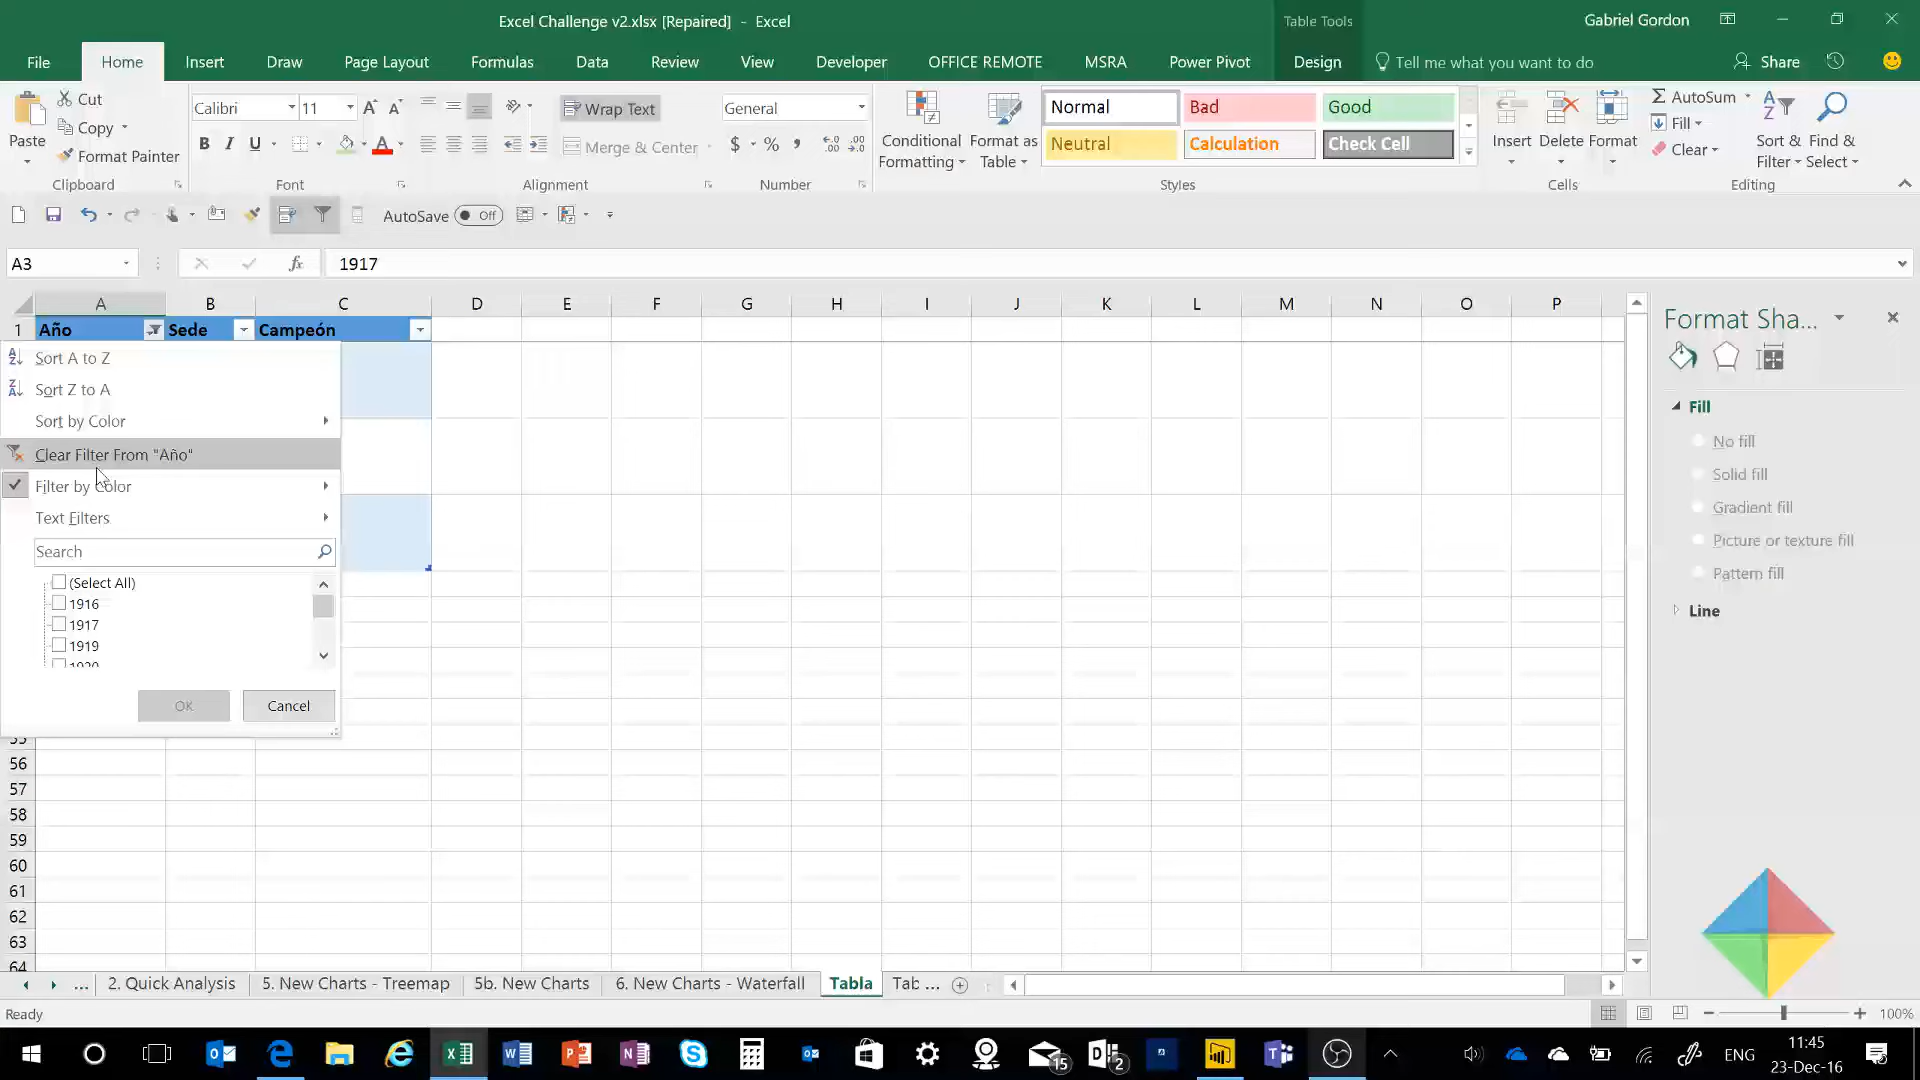 Excel Challenge v2.xlsx [Repaired] - Excel
Table Tools
Gabriel Gordon
File Home Insert Draw Page Layout Formulas Data Review View Developer OFFICE REMOTE MSRA Power Pivot Design Tell me what you want to do Share
Paste
Cut
Copy
Format Painter
Clipboard
Calibri 11
B I U
Font
Wrap Text
Merge & Center
Alignment
General
$ % ,
Number
Conditional Formatting
Format as Table
Normal Bad Good
Neutral Calculation Check Cell
Styles
Insert Delete Format
Cells
AutoSum
Fill
Clear
Sort & Filter
Find & Select
Editing
AutoSave Off
A3
fx
1917
A B C D E F G H I J K L M N O P
1 Año Sede Campeón
Sort A to Z
Sort Z to A
Sort by Color
Clear Filter From "Año"
Filter by Color
Text Filters
Search
(Select All)
1916
1917
1919
1920
OK Cancel
55
56
57
58
59
60
61
62
63
64
Format Sha...
Fill
No fill
Solid fill
Gradient fill
Picture or texture fill
Pattern fill
Line
... 2. Quick Analysis 5. New Charts - Treemap 5b. New Charts 6. New Charts - Waterfall Tabla Tab ...
Ready
100%
15
2
ENG
11:45
23-Dec-16